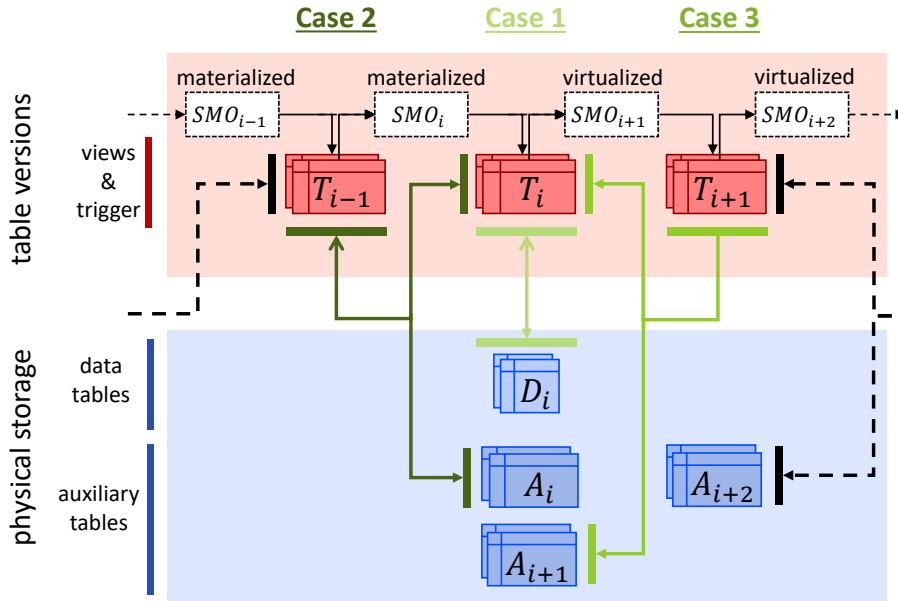 Case 2 Case 1 Case 3
materialized materialized virtualized virtualized
SMO_{i−1} SMO_i SMO_{i+1} SMO_{i+2}
table versions
views
&
trigger
T_{i−1} T_i T_{i+1}
physical storage
data
tables
D_i
auxiliary
tables
A_i A_{i+2}
A_{i+1}